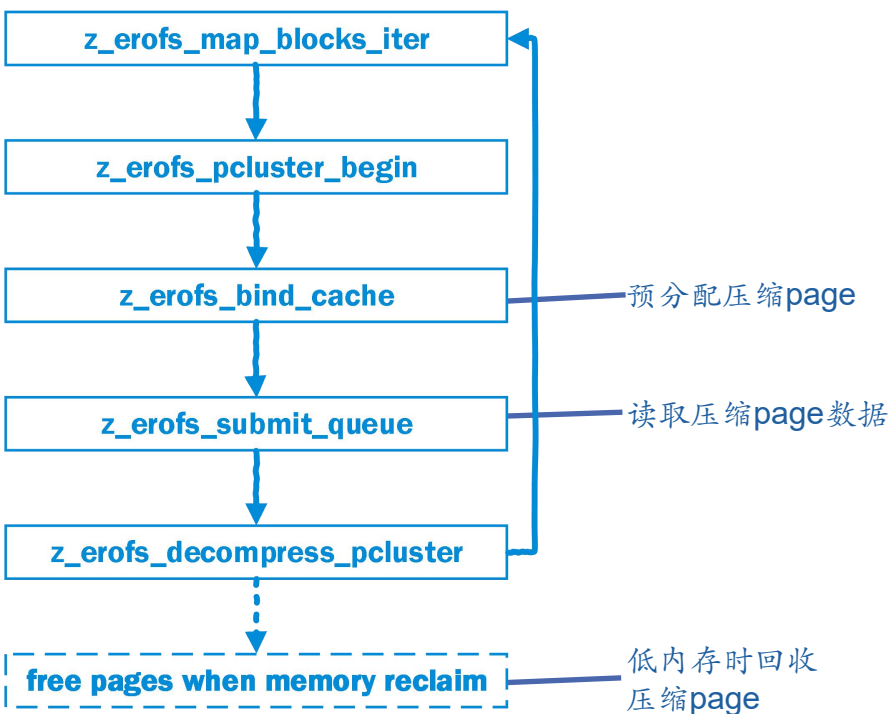 z_erofs_map_blocks_iter
z_erofs_pcluster_begin
z_erofs_bind_cache
预分配压缩page
z_erofs_submit_queue
读取压缩page数据
z_erofs_decompress_pcluster
free pages when memory reclaim
低内存时回收
压缩page